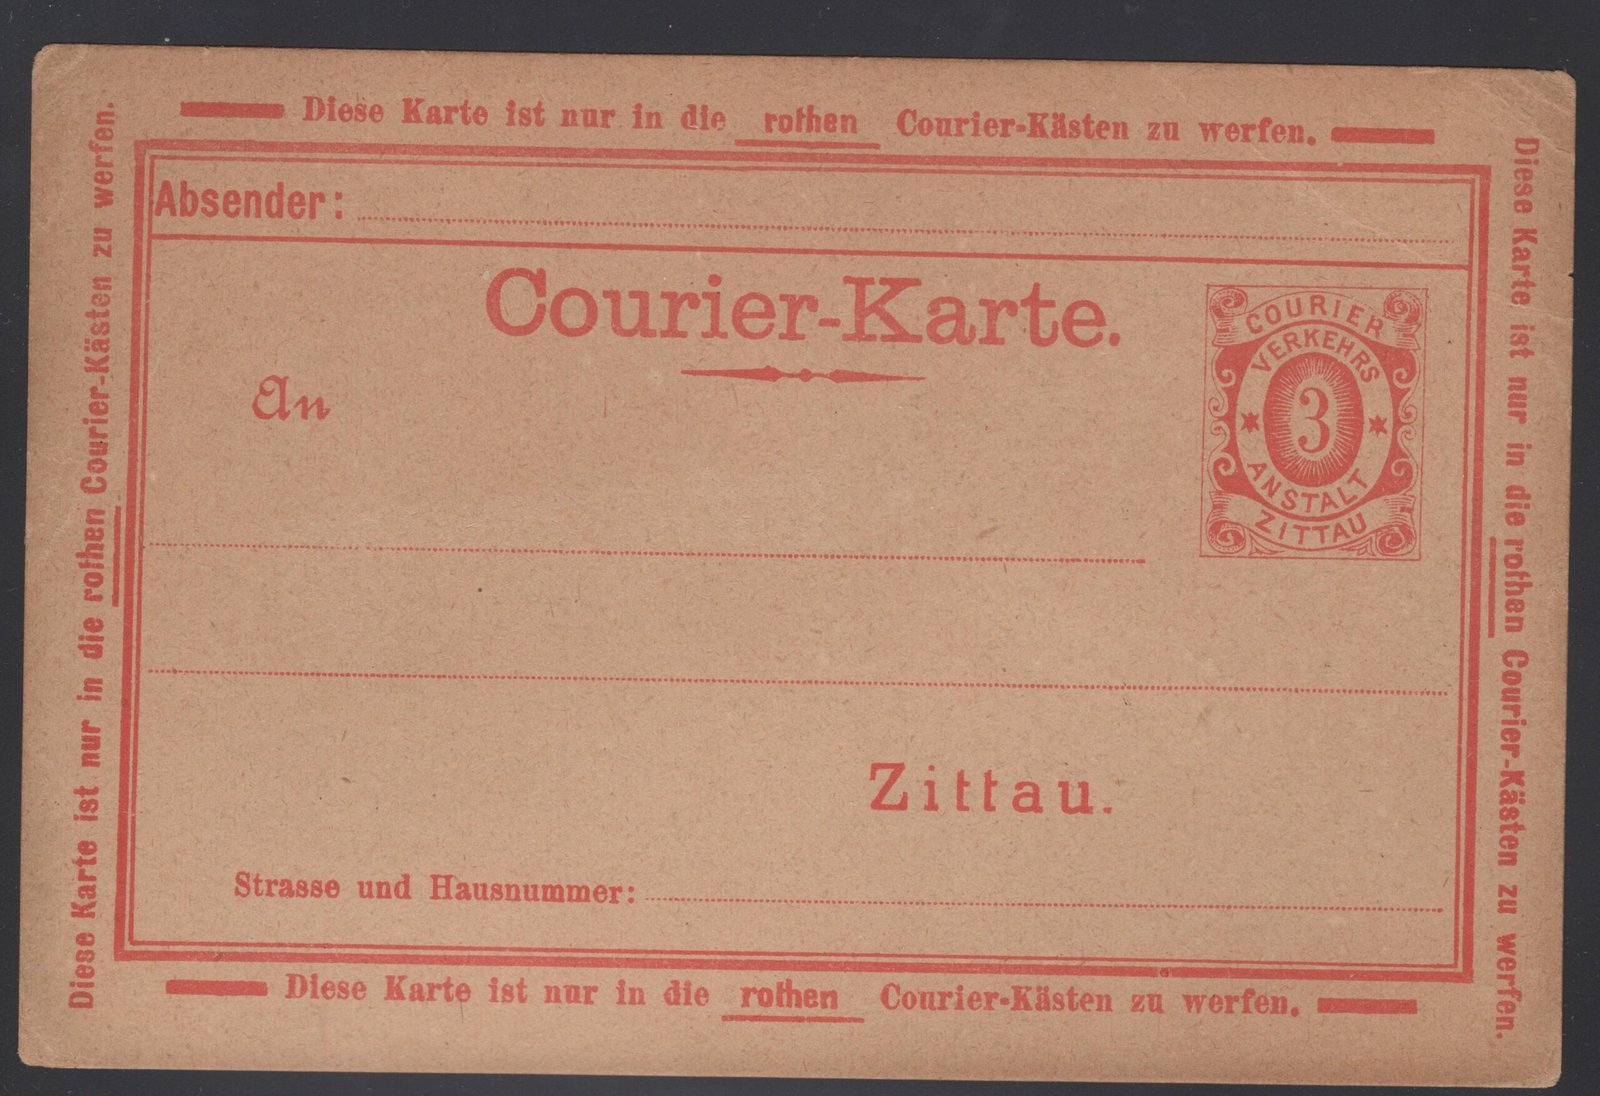 Diese Karte ist nur in die rothen Courier-Kästen zu werfen.
Absender:
Courier-Karte.
An
COURIER
VERKEHRS
3
ANSTALT
ZITTAU
Zittau.
Strasse und Hausnummer:
Diese Karte ist nur in die rothen Courier-Kästen zu werfen.
Diese Karte ist nur in die rothen Courier-Kästen zu werfen.
Diese Karte ist nur in die rothen Courier-Kästen zu werfen.